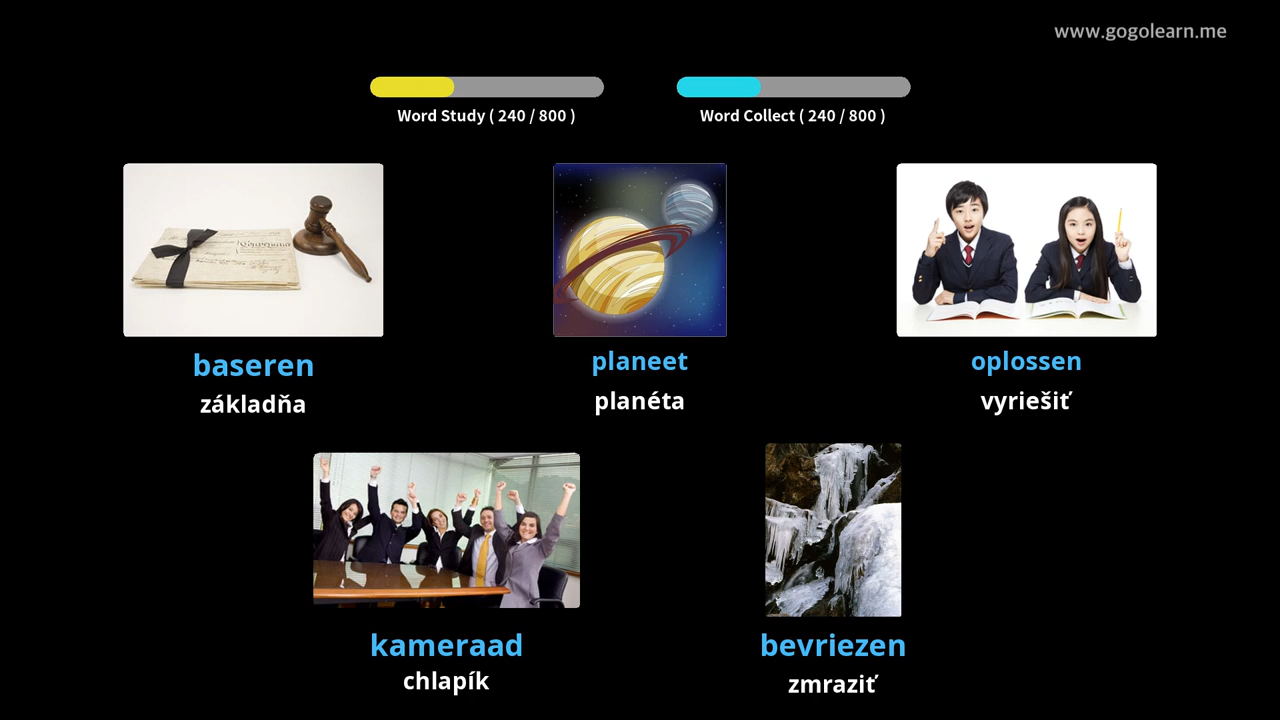 www.gogolearn.me
Word Study ( 240 / 800 )
Word Collect ( 240 / 800 )
baseren
základňa
planeet
planéta
oplossen
vyriešiť
kameraad
chlapík
bevriezen
zmraziť